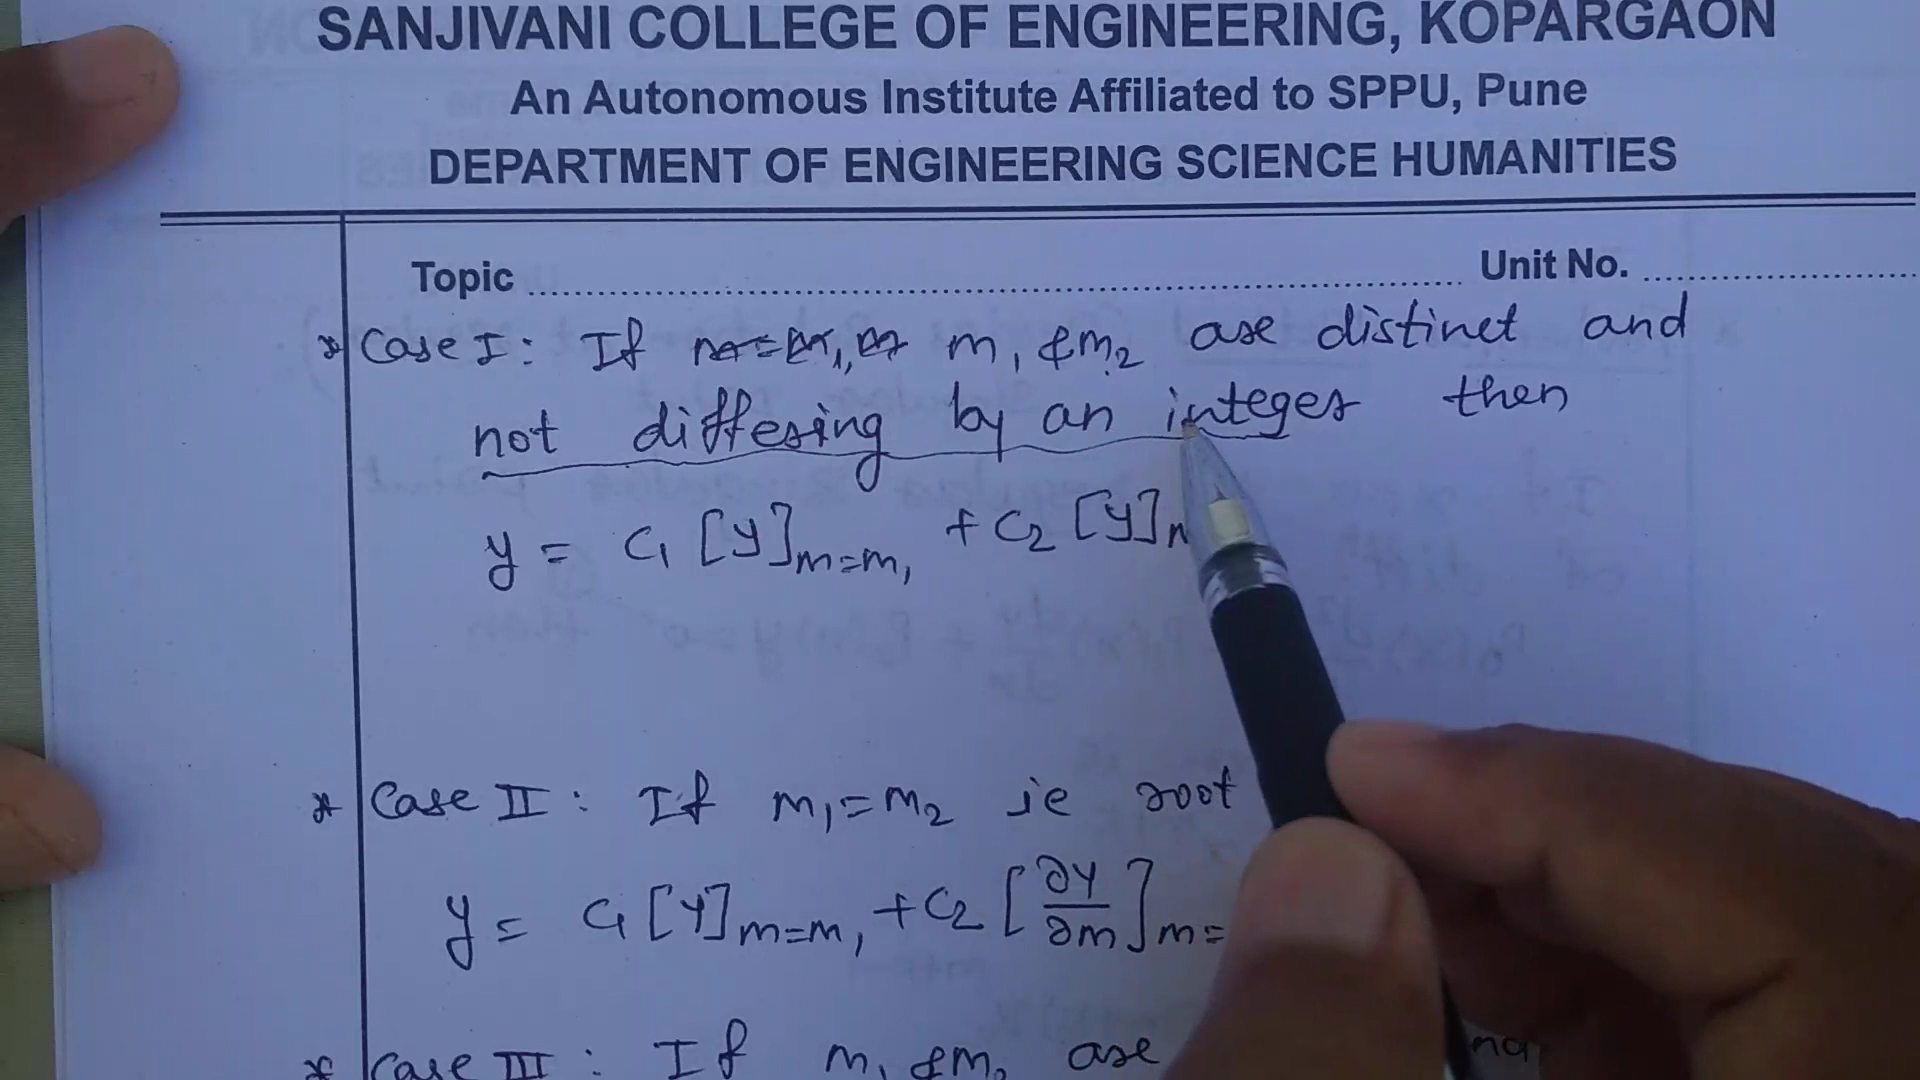 SANJIVANI COLLEGE OF ENGINEERING, KOPARGAON
An Autonomous Institute Affiliated to SPPU, Pune
DEPARTMENT OF ENGINEERING SCIENCE HUMANITIES
Topic ........................ Unit No. ............
* Case I : If m₁ & m₂ are distinct and
not differing by an integer then
y = C₁ [y]ₘ₌ₘ₁ + C₂ [y]
* Case II : If m₁ = m₂ ie root
y = C₁ [y]ₘ₌ₘ₁ + C₂ [∂y/∂m]ₘ₌
* Case III : If m₁ & m₂ are